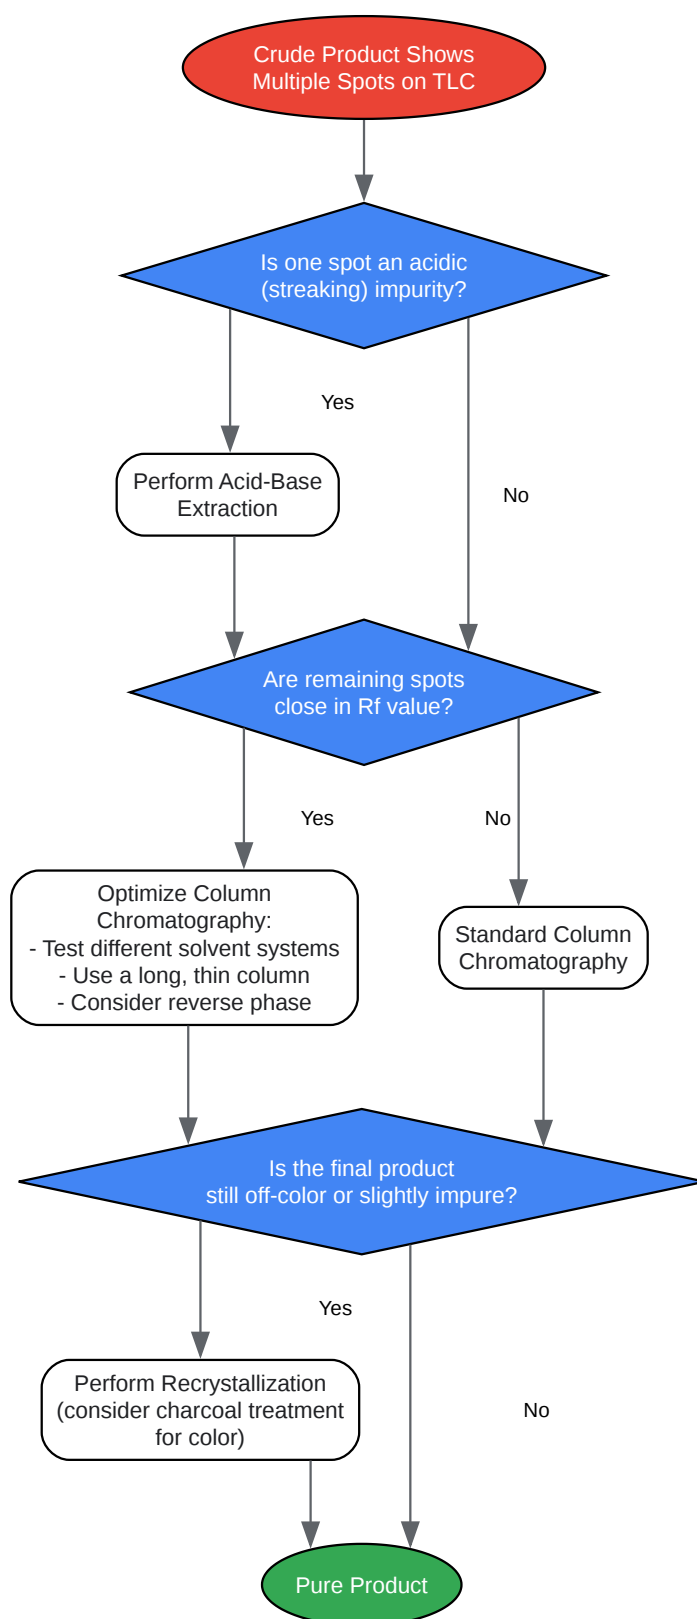 Crude Product Shows
Multiple Spots on TLC
Is one spot an acidic
(streaking) impurity?
Yes
Perform Acid-Base
Extraction
No
Are remaining spots
close in Rf value?
Yes
No
Optimize Column
Chromatography:
- Test different solvent systems
- Use a long, thin column
- Consider reverse phase
Standard Column
Chromatography
Is the final product
still off-color or slightly impure?
Yes
Perform Recrystallization
(consider charcoal treatment
for color)
No
Pure Product